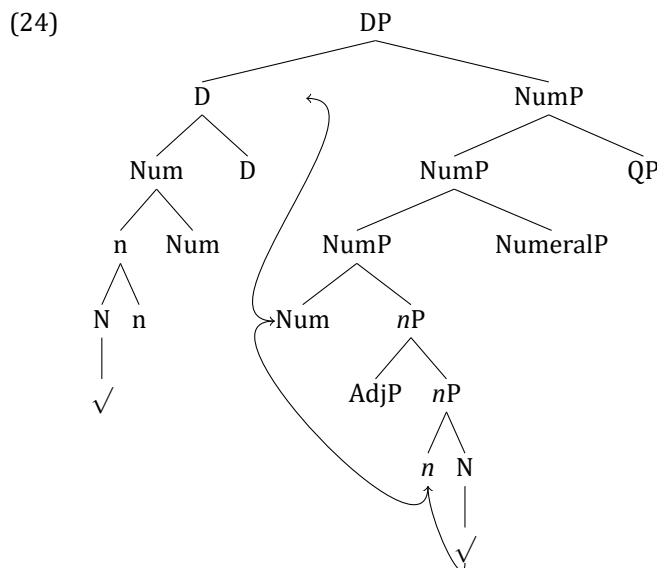 (24) DP
D NumP
Num D NumP QP
n Num NumP NumeralP
N n Num nP
√ AdjP nP
n N
√